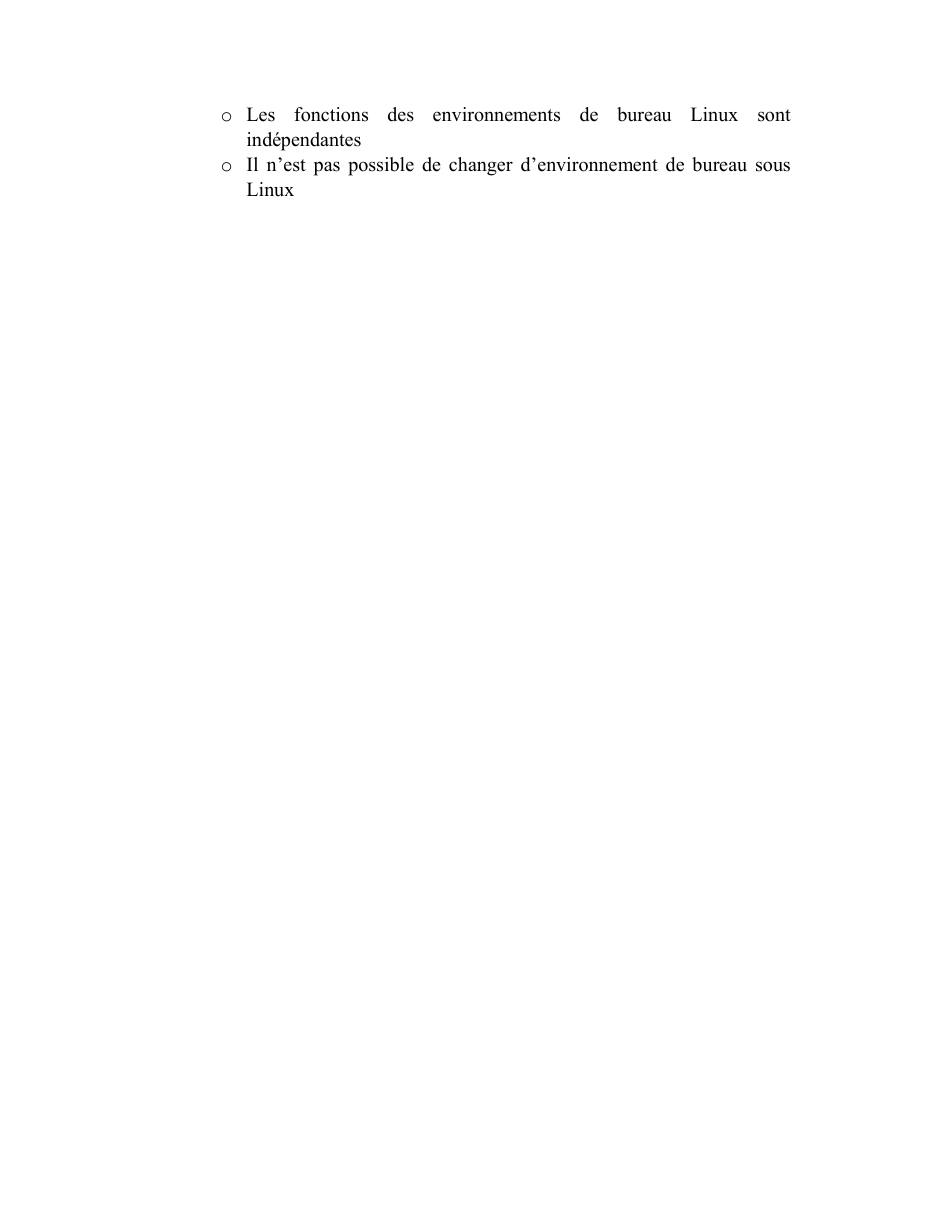 o Les fonctions des environnements de bureau Linux sont
indépendantes
o Il n’est pas possible de changer d’environnement de bureau sous
Linux